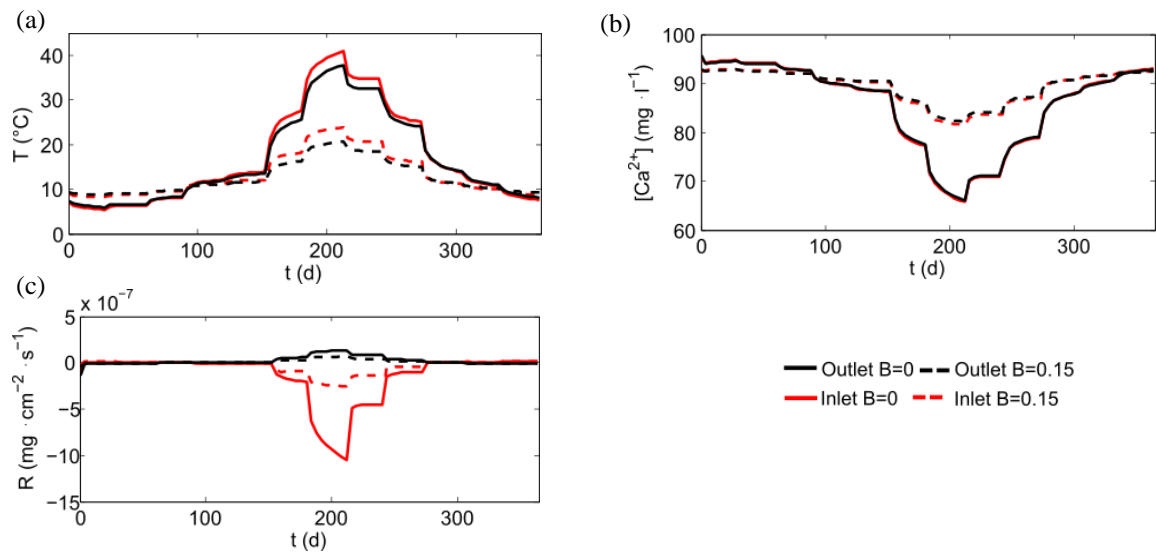 (a)
40
30
20
10
0
T (°C)
0 100 200 300
t (d)
(b)
100
90
80
70
60
[Ca²⁺] (mg · l⁻¹)
0 100 200 300
t (d)
(c)
x 10⁻⁷
5
0
−5
−10
−15
R (mg · cm⁻² · s⁻¹)
0 100 200 300
t (d)
Outlet B=0 Outlet B=0.15
Inlet B=0 Inlet B=0.15